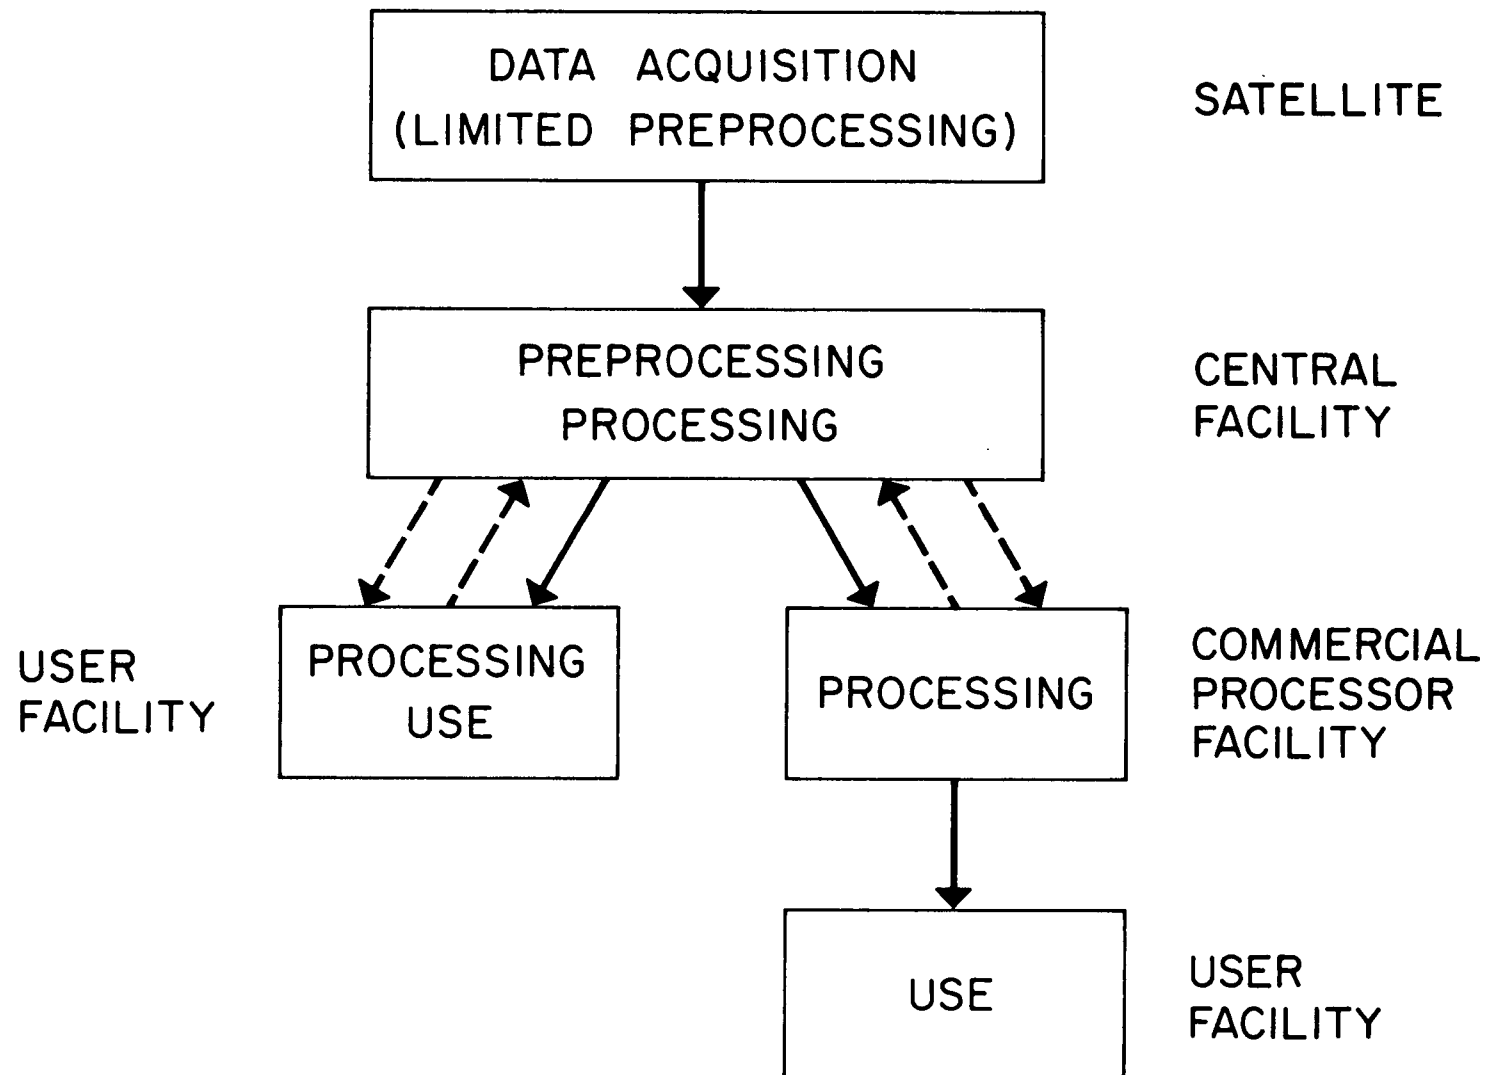 DATA ACQUISITION
(LIMITED PREPROCESSING)
SATELLITE
PREPROCESSING
PROCESSING
CENTRAL
FACILITY
USER
FACILITY
PROCESSING
USE
PROCESSING
COMMERCIAL
PROCESSOR
FACILITY
USE
USER
FACILITY